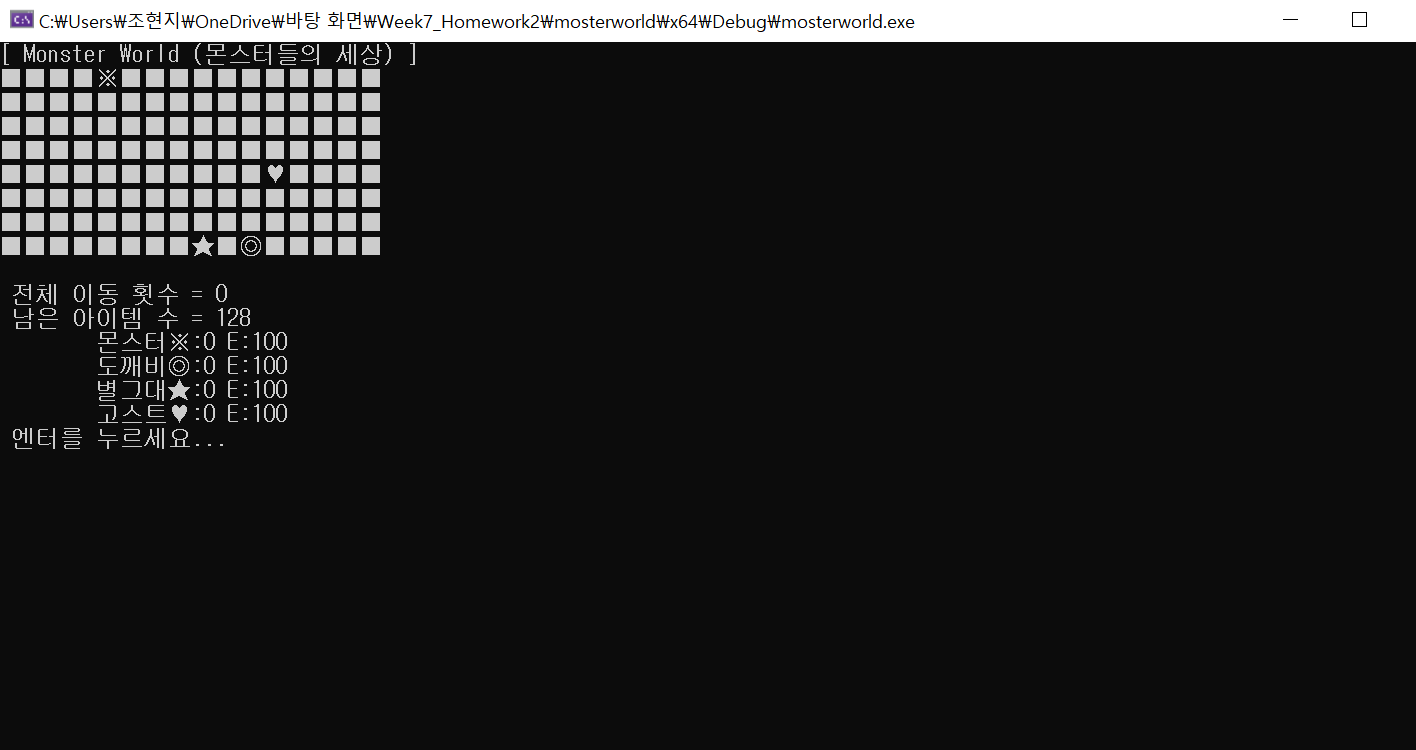 C:\Users\조현지\OneDrive\바탕 화면\Week7_Homework2\mosterworld\x64\Debug\mosterworld.exe
[ Monster World (몬스터들의 세상) ]
■■■■※■■■■■■■■■■■
■■■■■■■■■■■■■■■■
■■■■■■■■■■■■■■■■
■■■■■■■■■■■■■■■■
■■■■■■■■■■■♥■■■■
■■■■■■■■■■■■■■■■
■■■■■■■■■■■■■■■■
■■■■■■■■★■◎■■■■■
전체 이동 횟수 = 0
남은 아이템 수 = 128
몬스터※:0 E:100
도깨비◎:0 E:100
별그대★:0 E:100
고스트♥:0 E:100
엔터를 누르세요...